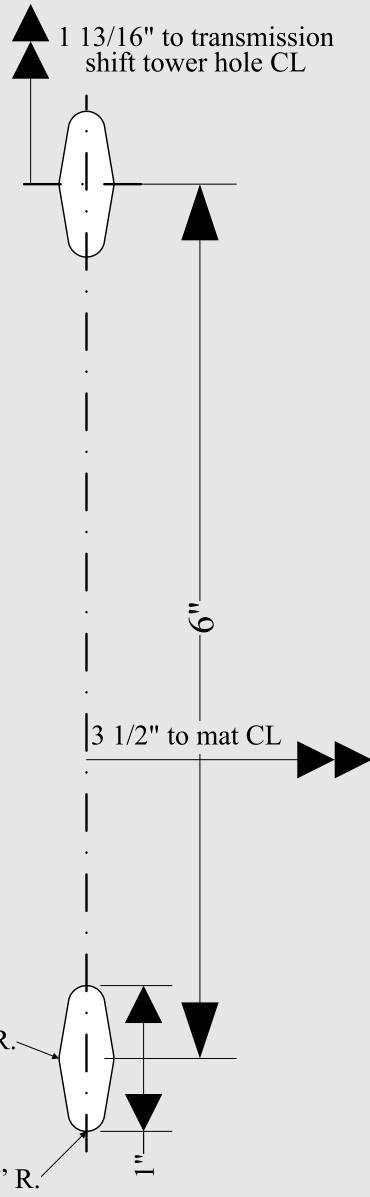 1 13/16" to transmission
shift tower hole CL
6"
3 1/2" to mat CL
R.
1"
” R.